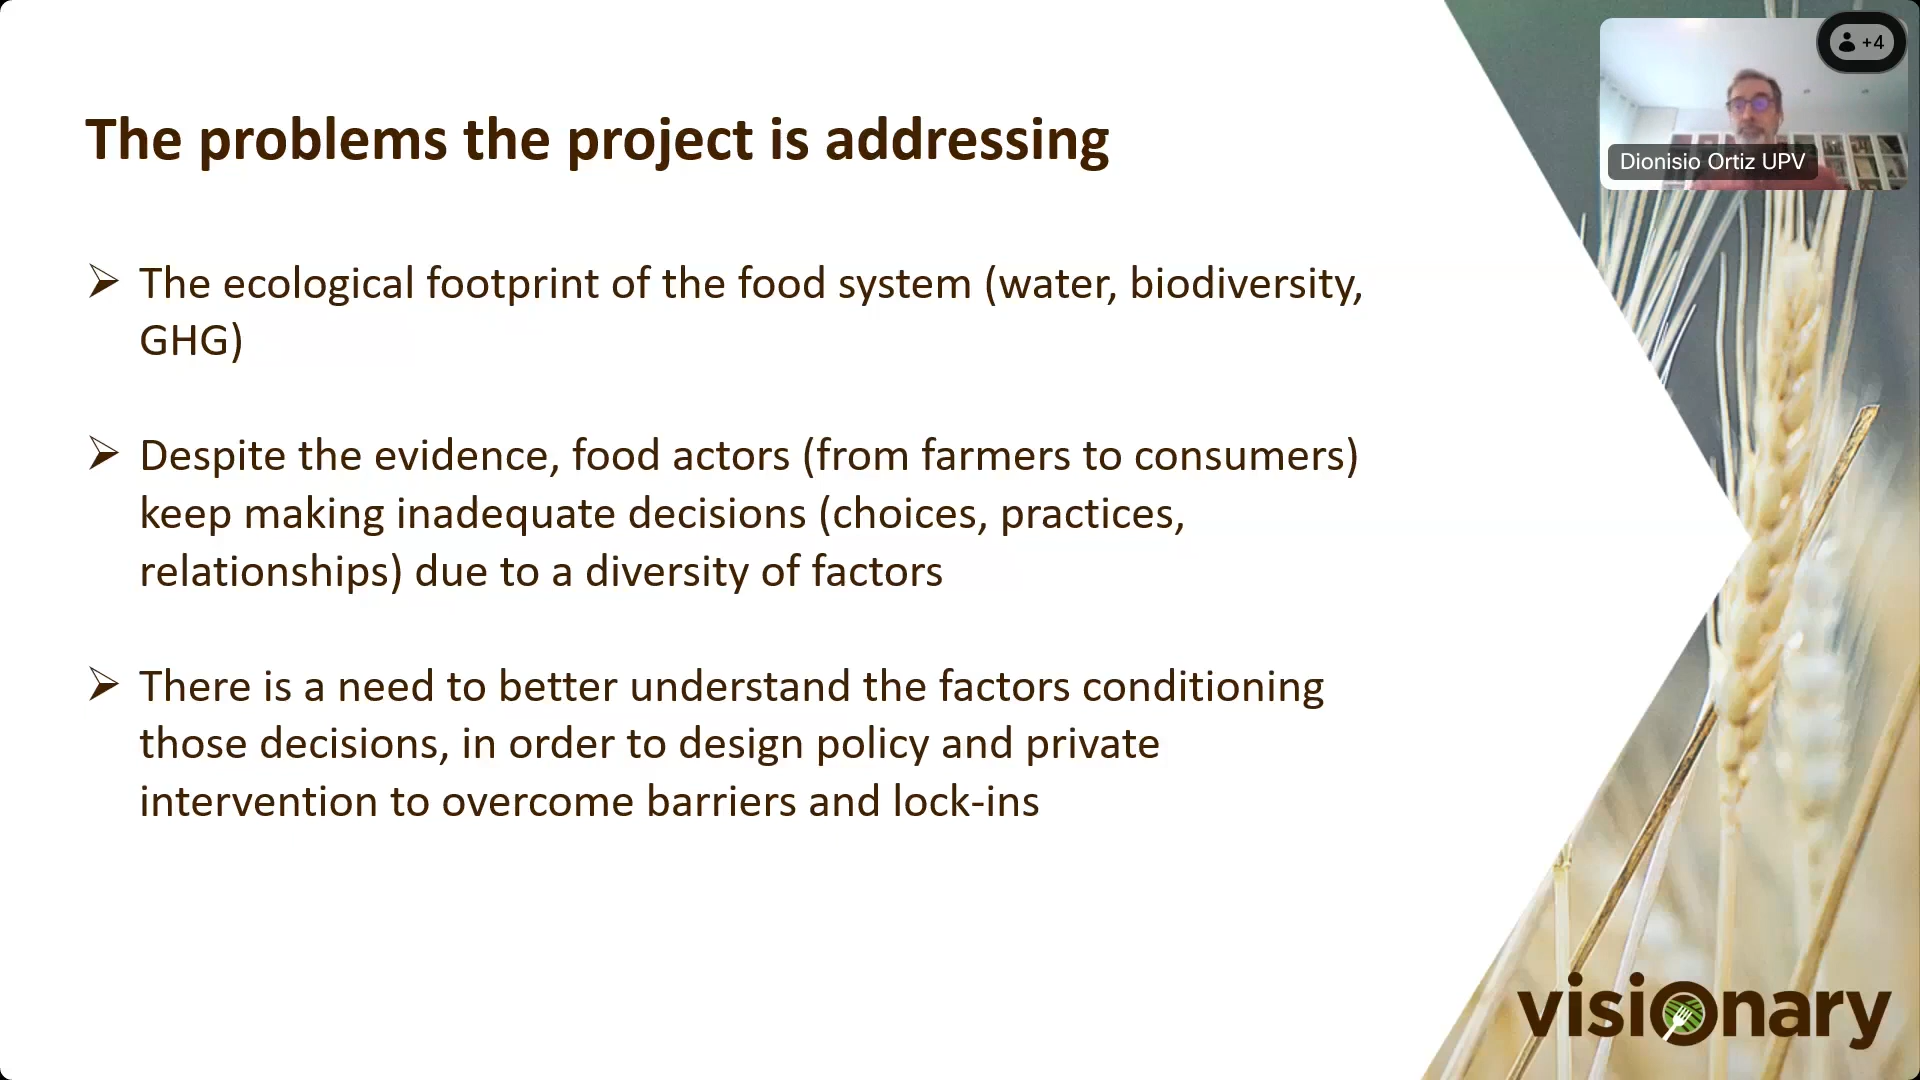 +4
Dionisio Ortiz UPV
The problems the project is addressing
➢ The ecological footprint of the food system (water, biodiversity,
GHG)
➢ Despite the evidence, food actors (from farmers to consumers)
keep making inadequate decisions (choices, practices,
relationships) due to a diversity of factors
➢ There is a need to better understand the factors conditioning
those decisions, in order to design policy and private
intervention to overcome barriers and lock-ins
visionary